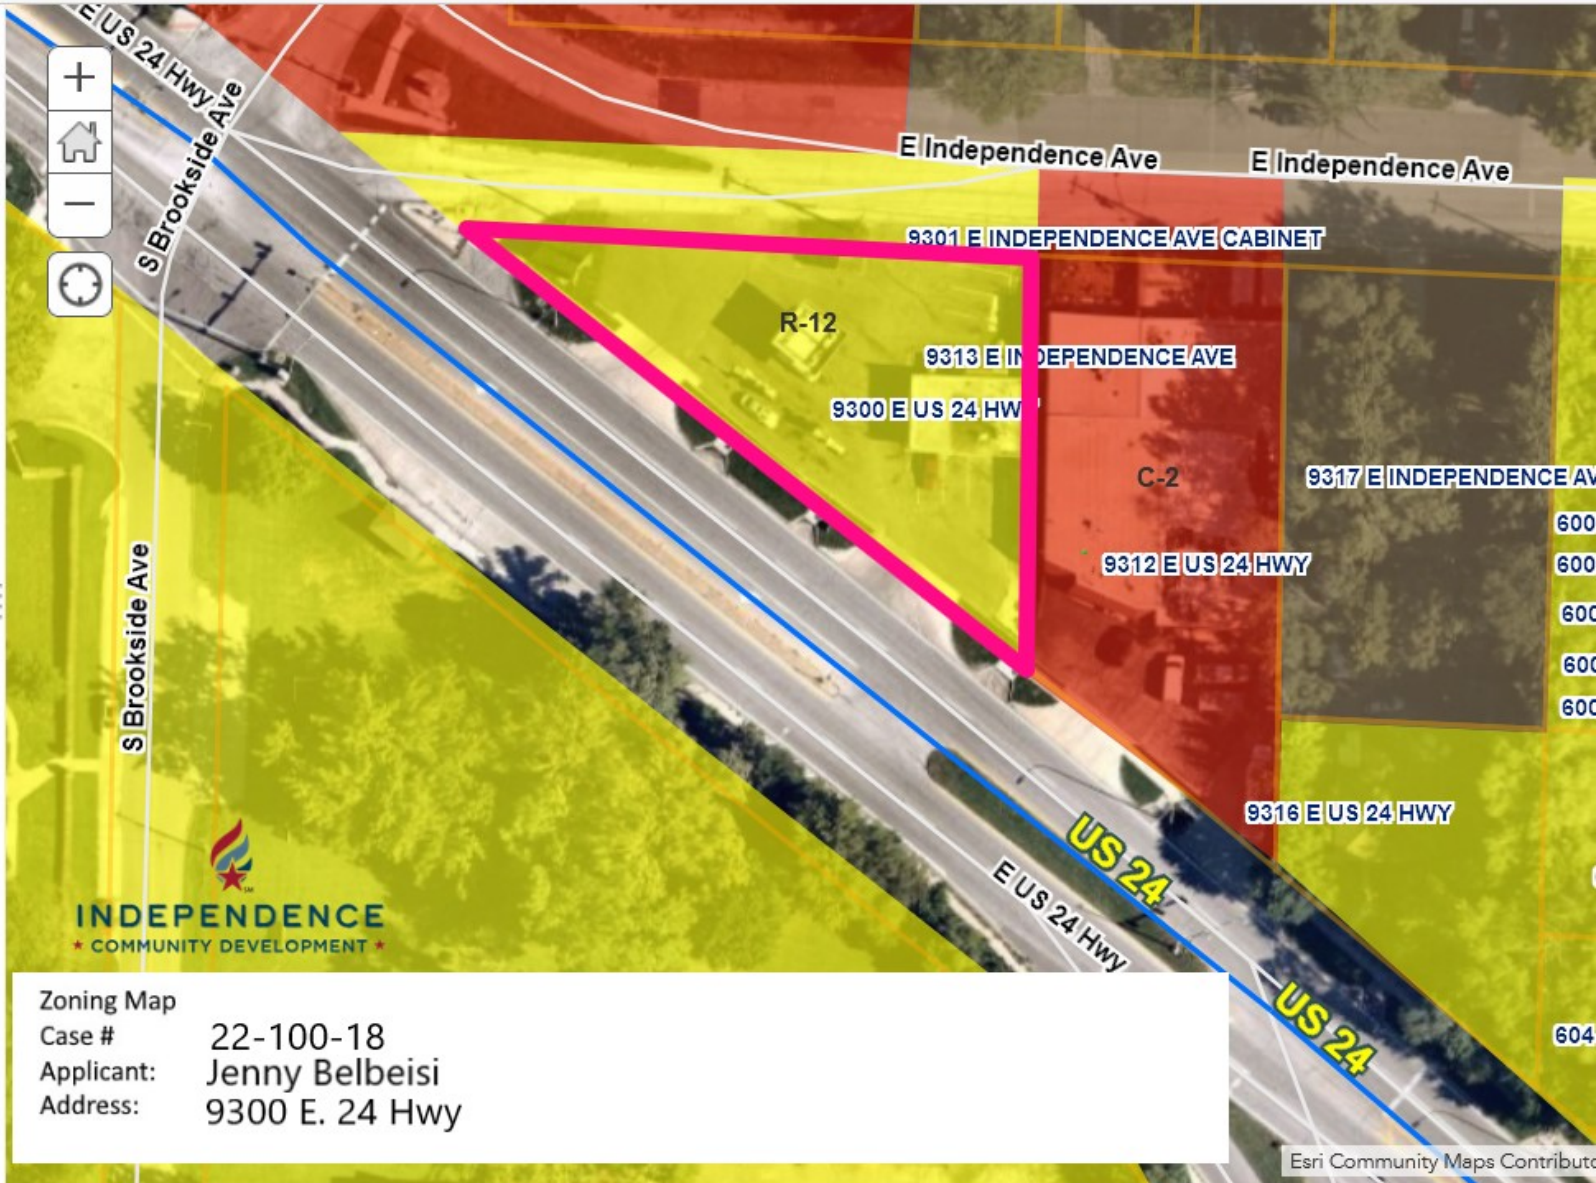 E US 24 Hwy
S Brookside Ave
E Independence Ave
E Independence Ave
9301 E INDEPENDENCE AVE CABINET
R-12
9313 E INDEPENDENCE AVE
9300 E US 24 HW
C-2
9317 E INDEPENDENCE AV
600
9312 E US 24 HWY
600
600
600
600
S Brookside Ave
9316 E US 24 HWY
US 24
E US 24 Hwy
INDEPENDENCE
★ COMMUNITY DEVELOPMENT ★
SM
US 24
604
Zoning Map
Case # 22-100-18
Applicant: Jenny Belbeisi
Address: 9300 E. 24 Hwy
Esri Community Maps Contributo